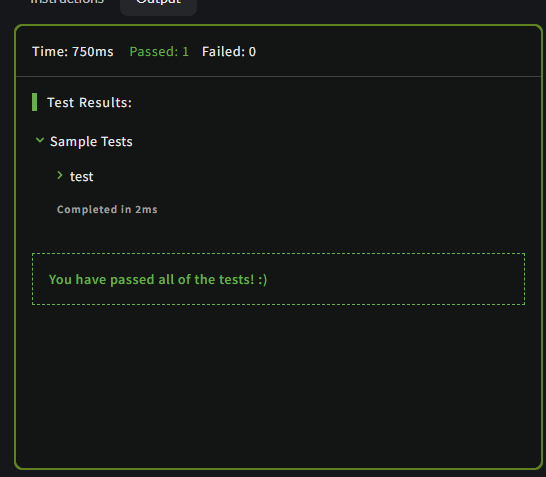 Instructions Output
Time: 750ms Passed: 1 Failed: 0
Test Results:
Sample Tests
test
Completed in 2ms
You have passed all of the tests! :)